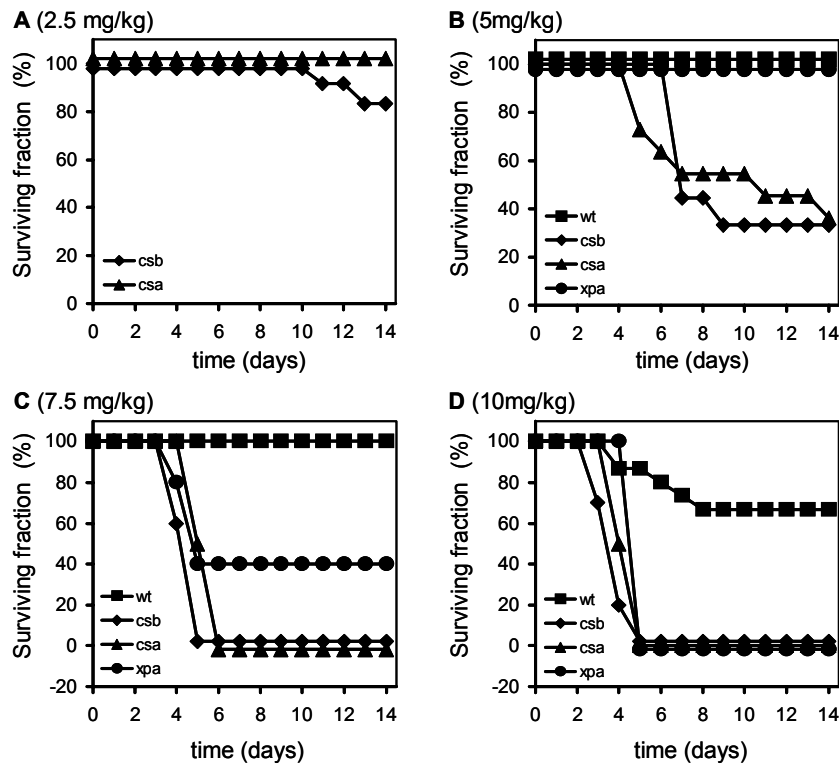 A (2.5 mg/kg)
Surviving fraction (%)
100
80
60
40
20
0
csb
csa
0 2 4 6 8 10 12 14
time (days)
B (5mg/kg)
Surviving fraction (%)
100
80
60
40
20
0
wt
csb
csa
xpa
0 2 4 6 8 10 12 14
time (days)
C (7.5 mg/kg)
Surviving fraction (%)
100
80
60
40
20
0
-20
wt
csb
csa
xpa
0 2 4 6 8 10 12 14
time (days)
D (10mg/kg)
Surviving fraction (%)
100
80
60
40
20
0
-20
wt
csb
csa
xpa
0 2 4 6 8 10 12 14
time (days)